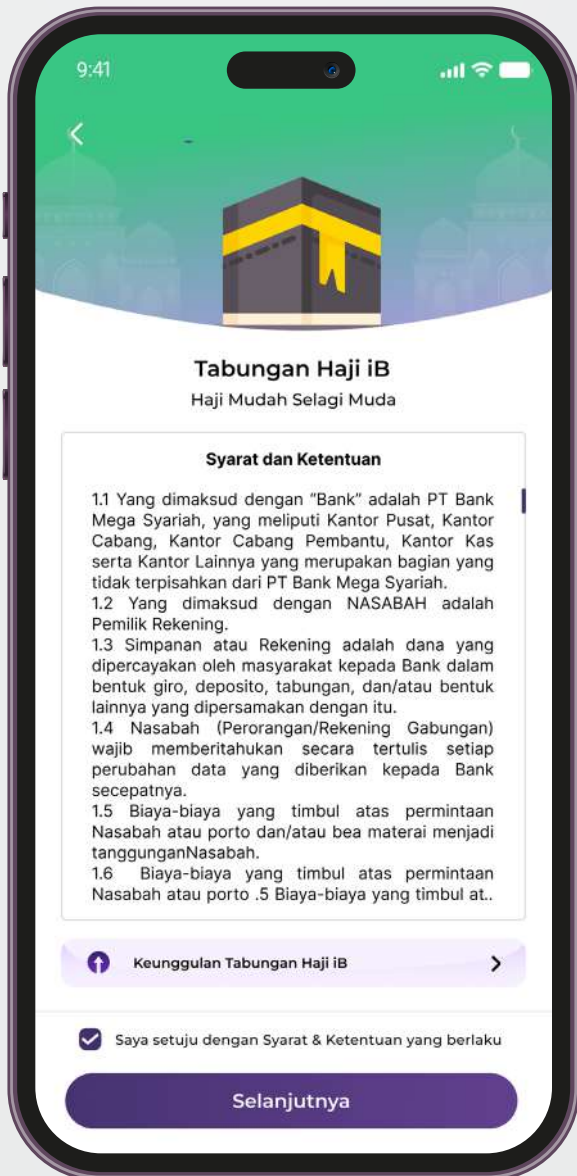 9:41
Tabungan Haji iB
Haji Mudah Selagi Muda
Syarat dan Ketentuan
1.1 Yang dimaksud dengan "Bank" adalah PT Bank
Mega Syariah, yang meliputi Kantor Pusat, Kantor
Cabang, Kantor Cabang Pembantu, Kantor Kas
serta Kantor Lainnya yang merupakan bagian yang
tidak terpisahkan dari PT Bank Mega Syariah.
1.2 Yang dimaksud dengan NASABAH adalah
Pemilik Rekening.
1.3 Simpanan atau Rekening adalah dana yang
dipercayakan oleh masyarakat kepada Bank dalam
bentuk giro, deposito, tabungan, dan/atau bentuk
lainnya yang dipersamakan dengan itu.
1.4 Nasabah (Perorangan/Rekening Gabungan)
wajib memberitahukan secara tertulis setiap
perubahan data yang diberikan kepada Bank
secepatnya.
1.5 Biaya-biaya yang timbul atas permintaan
Nasabah atau porto dan/atau bea materai menjadi
tanggunganNasabah.
1.6 Biaya-biaya yang timbul atas permintaan
Nasabah atau porto .5 Biaya-biaya yang timbul at..
Keunggulan Tabungan Haji iB
Saya setuju dengan Syarat & Ketentuan yang berlaku
Selanjutnya